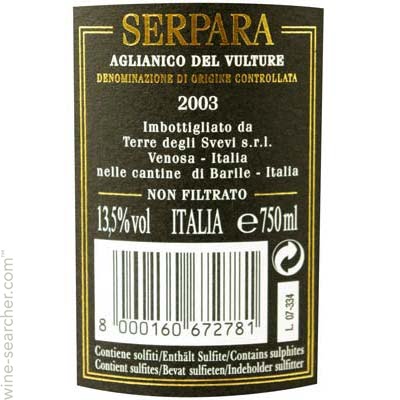 SERPARA
AGLIANICO DEL VULTURE
DENOMINAZIONE DI ORIGINE CONTROLLATA
2003
Imbottigliato da
Terre degli Svevi s.r.l.
Venosa - Italia
nelle cantine di Barile - Italia
NON FILTRATO
13,5%vol ITALIA e750ml
8 000160 672781
L. 07-334
Contiene solfiti/Enthält Sulfite/Contains sulphites
Contient sulfites/Bevat sulfieten/Indeholder sulfitter
wine-searcher.com™